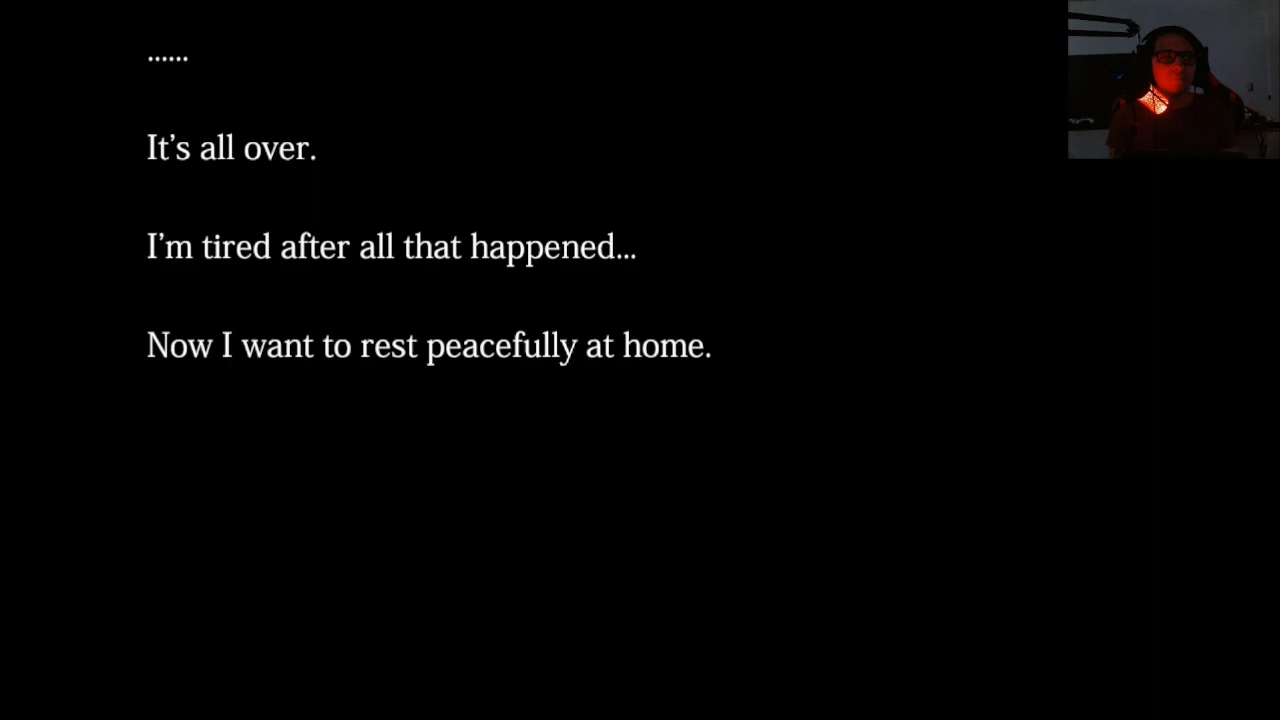 ......
It's all over.
I'm tired after all that happened...
Now I want to rest peacefully at home.